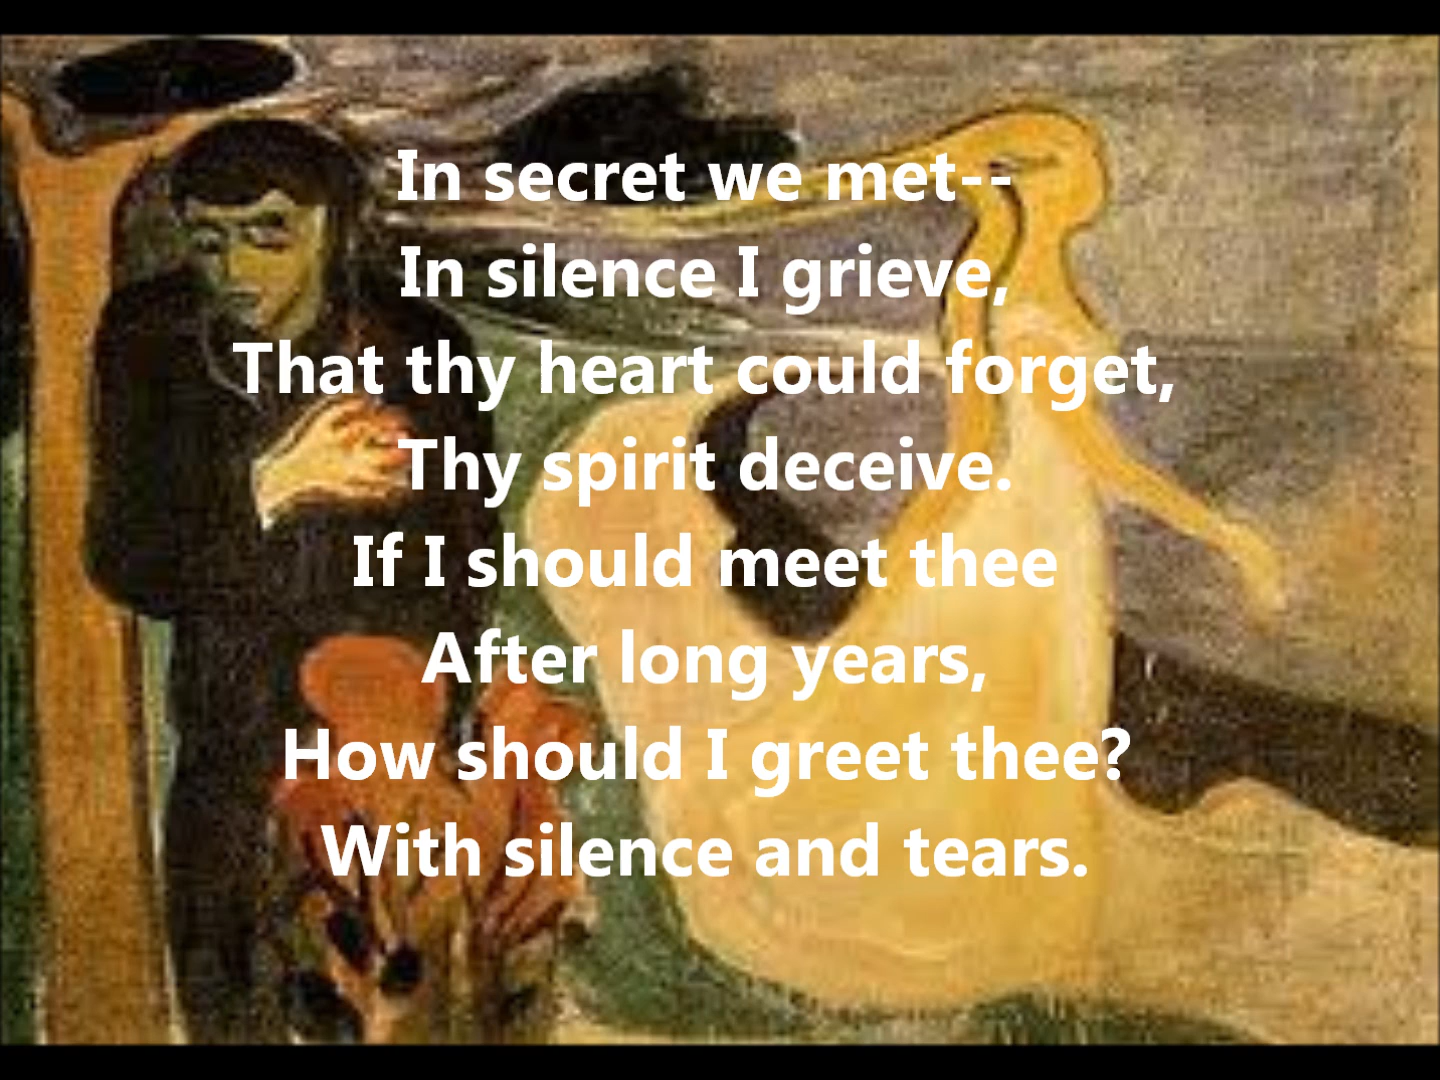 In secret we met--
In silence I grieve,
That thy heart could forget,
Thy spirit deceive.
If I should meet thee
After long years,
How should I greet thee?
With silence and tears.